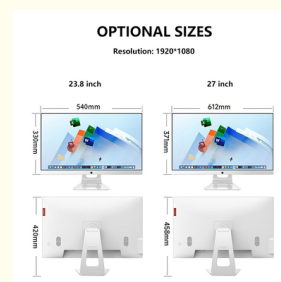 OPTIONAL SIZES
Resolution: 1920*1080
23.8 inch
27 inch
540mm
612mm
330mm
371mm
420mm
458mm